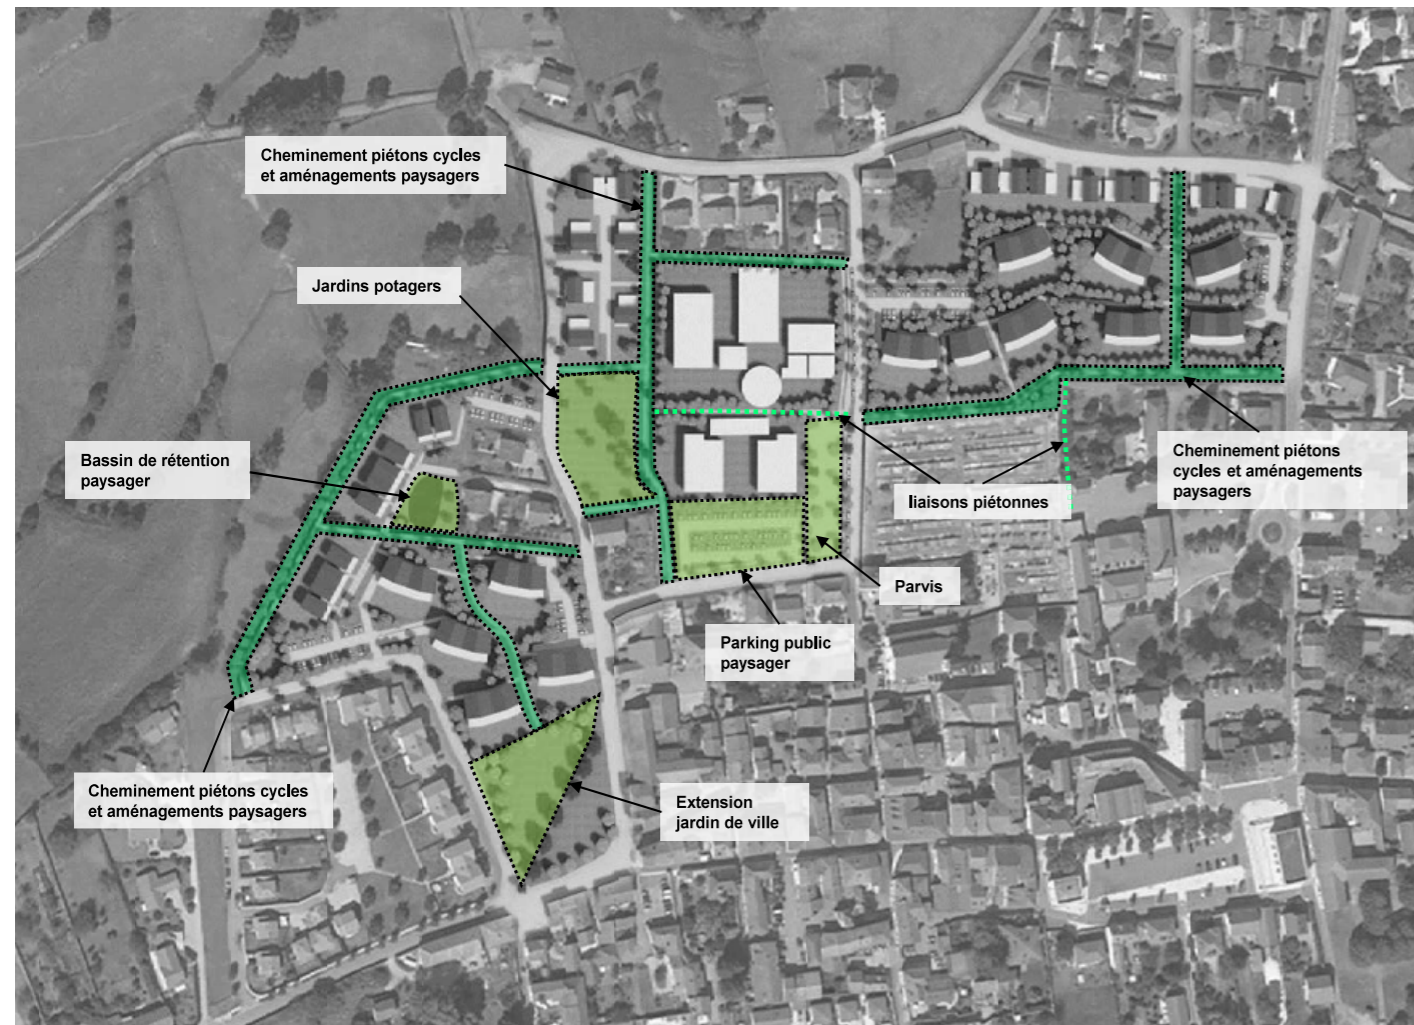 Cheminement piétons cycles
et aménagements paysagers
Jardins potagers
Bassin de rétention
paysager
liaisons piétonnes
Cheminement piétons
cycles et aménagements
paysagers
Parvis
Parking public
paysager
Cheminement piétons cycles
et aménagements paysagers
Extension
jardin de ville